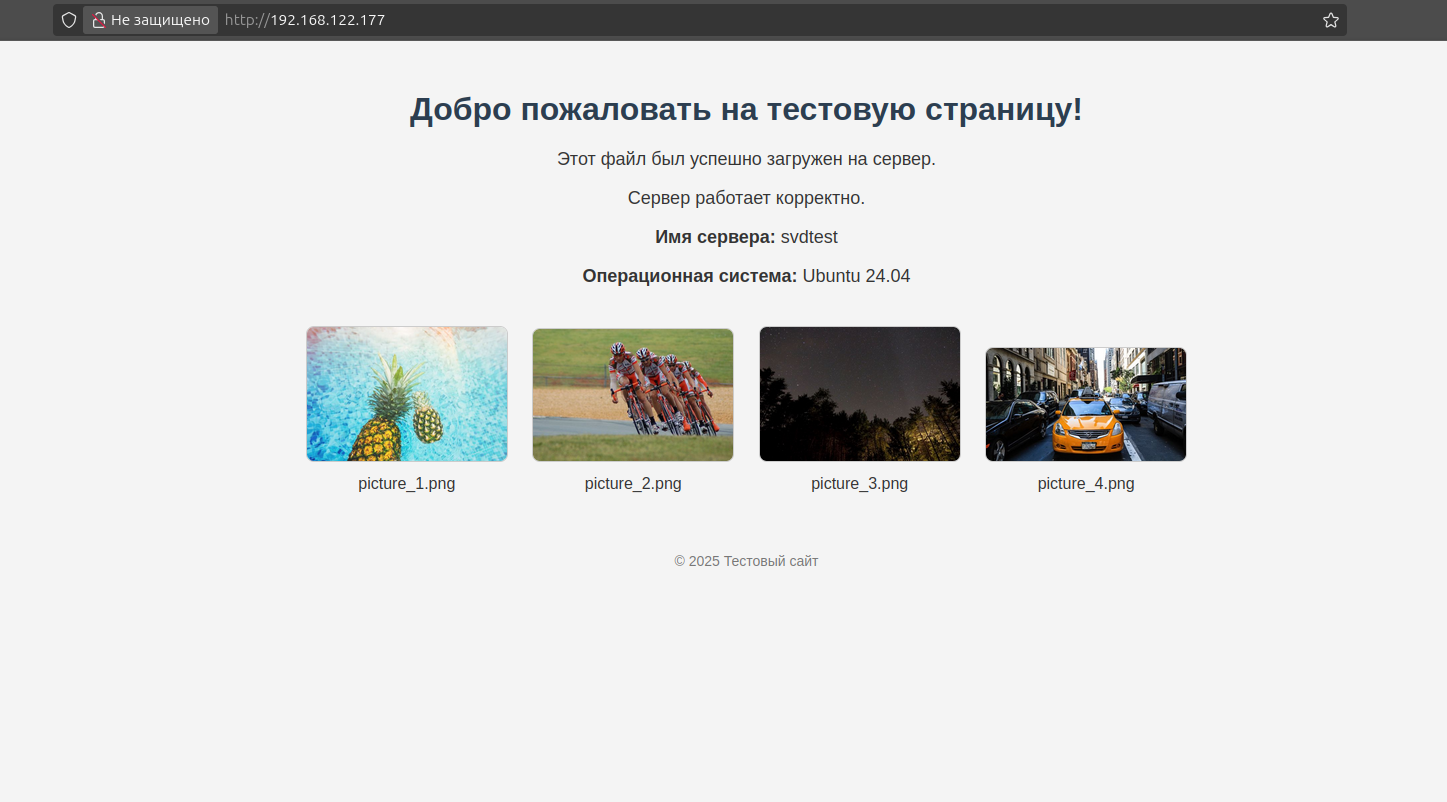 Не защищено http://192.168.122.177
Добро пожаловать на тестовую страницу!
Этот файл был успешно загружен на сервер.
Сервер работает корректно.
Имя сервера: svdtest
Операционная система: Ubuntu 24.04
picture_1.png picture_2.png picture_3.png picture_4.png
© 2025 Тестовый сайт